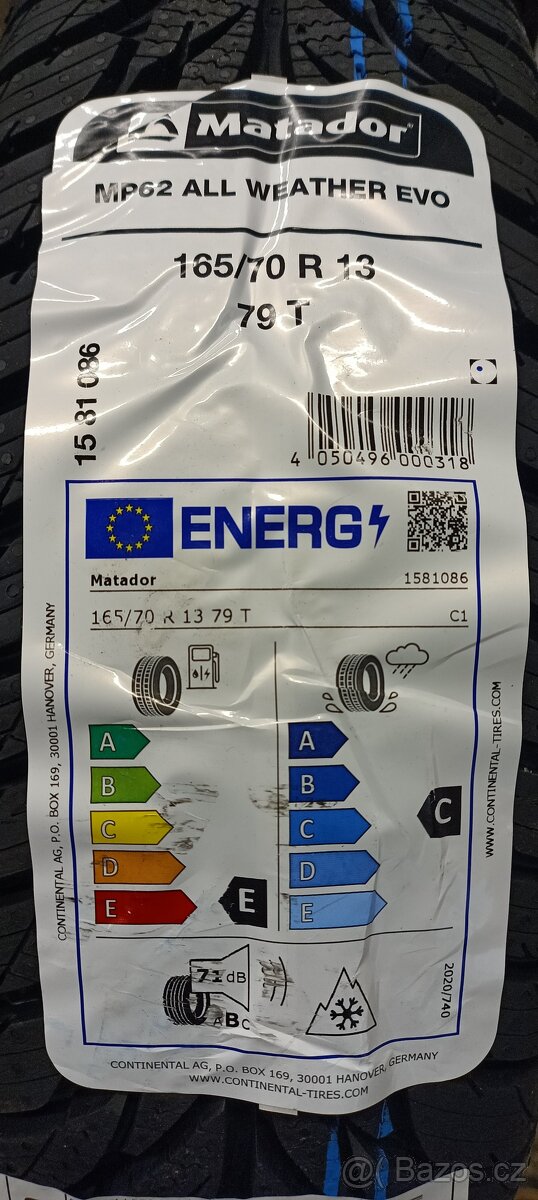 Matador
MP62 ALL WEATHER EVO
165/70 R 13
79 T
15 81 086
4 050496 000318
ENERG
Matador 1581086
165/70 R 13 79 T C1
A A
B B
C C C
D D
E E E
71 dB
ABC
2020/740
CONTINENTAL AG, P.O. BOX 169, 30001 HANOVER, GERMANY
WWW.CONTINENTAL-TIRES.COM
CONTINENTAL AG, P.O. BOX 169, 30001 HANOVER, GERMANY
WWW.CONTINENTAL-TIRES.COM
@ Bazos.cz